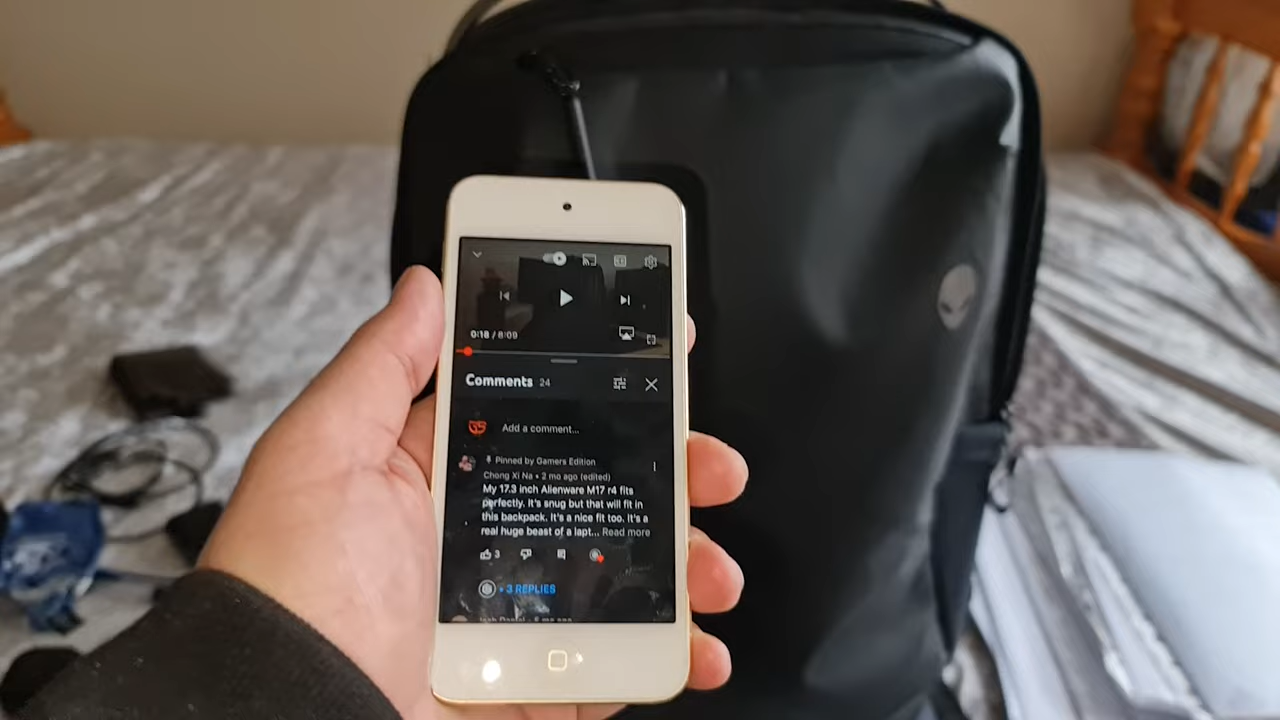 0:18 / 8:09
Comments 24
Add a comment...
Pinned by Gamers Edition
Chong Xi Na • 2 mo ago (edited)
My 17.3 inch Alienware M17 r4 fits
perfectly. It's snug but that will fit in
this backpack. It's a nice fit too. It's a
real huge beast of a lapt... Read more
3
• 3 REPLIES